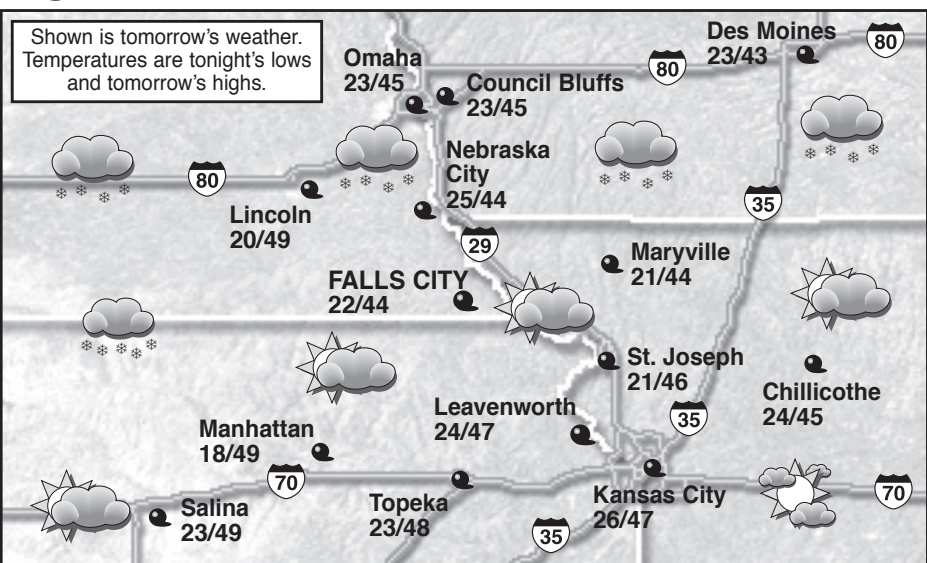 Shown is tomorrow's weather.
Temperatures are tonight's lows
and tomorrow's highs.
Omaha
23/45
Council Bluffs
23/45
80
Des Moines
23/43
80
80
Lincoln
20/49
Nebraska
City
25/44
29
35
Maryville
21/44
FALLS CITY
22/44
St. Joseph
21/46
Chillicothe
24/45
Leavenworth
24/47
35
Manhattan
18/49
70
Salina
23/49
Topeka
23/48
35
Kansas City
26/47
70